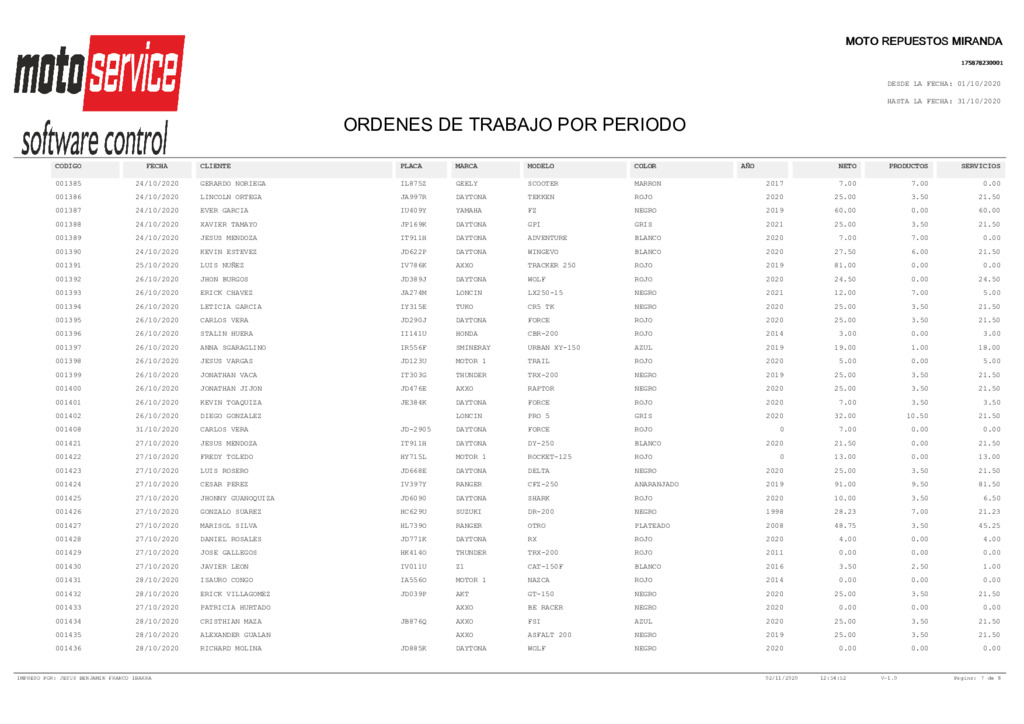 moto service
software control
MOTO REPUESTOS MIRANDA
175878230001
DESDE LA FECHA: 01/10/2020
HASTA LA FECHA: 31/10/2020
ORDENES DE TRABAJO POR PERIODO
CODIGO FECHA CLIENTE PLACA MARCA MODELO COLOR AÑO NETO PRODUCTOS SERVICIOS
001385 24/10/2020 GERARDO NORIEGA IL875Z GEELY SCOOTER MARRON 2017 7.00 7.00 0.00
001386 24/10/2020 LINCOLN ORTEGA JA997R DAYTONA TEKKEN ROJO 2020 25.00 3.50 21.50
001387 24/10/2020 EVER GARCIA IU409Y YAMAHA FZ NEGRO 2019 60.00 0.00 60.00
001388 24/10/2020 XAVIER TAMAYO JP169K DAYTONA GPI GRIS 2021 25.00 3.50 21.50
001389 24/10/2020 JESUS MENDOZA IT911H DAYTONA ADVENTURE BLANCO 2020 7.00 7.00 0.00
001390 24/10/2020 KEVIN ESTEVEZ JD622P DAYTONA WINGEVO BLANCO 2020 27.50 6.00 21.50
001391 25/10/2020 LUIS NUÑEZ IV786K AXXO TRACKER 250 ROJO 2019 81.00 0.00 0.00
001392 26/10/2020 JHON BURGOS JD389J DAYTONA WOLF ROJO 2020 24.50 0.00 24.50
001393 26/10/2020 ERICK CHAVEZ JA274M LONCIN LX250-15 NEGRO 2021 12.00 7.00 5.00
001394 26/10/2020 LETICIA GARCIA IY315E TUKO CR5 TK NEGRO 2020 25.00 3.50 21.50
001395 26/10/2020 CARLOS VERA JD290J DAYTONA FORCE ROJO 2020 25.00 3.50 21.50
001396 26/10/2020 STALIN HUERA II141U HONDA CBR-200 ROJO 2014 3.00 0.00 3.00
001397 26/10/2020 ANNA SGARAGLINO IR556F SMINERAY URBAN XY-150 AZUL 2019 19.00 1.00 18.00
001398 26/10/2020 JESUS VARGAS JD123U MOTOR 1 TRAIL ROJO 2020 5.00 0.00 5.00
001399 26/10/2020 JONATHAN VACA IT303G THUNDER TRX-200 NEGRO 2019 25.00 3.50 21.50
001400 26/10/2020 JONATHAN JIJON JD476E AXXO RAPTOR NEGRO 2020 25.00 3.50 21.50
001401 26/10/2020 KEVIN TOAQUIZA JE384K DAYTONA FORCE ROJO 2020 7.00 3.50 3.50
001402 26/10/2020 DIEGO GONZALEZ LONCIN PRO 5 GRIS 2020 32.00 10.50 21.50
001408 31/10/2020 CARLOS VERA JD-2905 DAYTONA FORCE ROJO 0 7.00 0.00 0.00
001421 27/10/2020 JESUS MENDOZA IT911H DAYTONA DY-250 BLANCO 2020 21.50 0.00 21.50
001422 27/10/2020 FREDY TOLEDO HY715L MOTOR 1 ROCKET-125 ROJO 0 13.00 0.00 13.00
001423 27/10/2020 LUIS ROSERO JD668E DAYTONA DELTA NEGRO 2020 25.00 3.50 21.50
001424 27/10/2020 CESAR PEREZ IV397Y RANGER CFZ-250 ANARANJADO 2019 91.00 9.50 81.50
001425 27/10/2020 JHONNY GUANOQUIZA JD609O DAYTONA SHARK ROJO 2020 10.00 3.50 6.50
001426 27/10/2020 GONZALO SUAREZ HC629U SUZUKI DR-200 NEGRO 1998 28.23 7.00 21.23
001427 27/10/2020 MARISOL SILVA HL739O RANGER OTRO PLATEADO 2008 48.75 3.50 45.25
001428 27/10/2020 DANIEL ROSALES JD771K DAYTONA RX ROJO 2020 4.00 0.00 4.00
001429 27/10/2020 JOSE GALLEGOS HK414O THUNDER TRX-200 ROJO 2011 0.00 0.00 0.00
001430 27/10/2020 JAVIER LEON IV011U Z1 CAT-150F BLANCO 2016 3.50 2.50 1.00
001431 28/10/2020 ISAURO CONGO IA556O MOTOR 1 NAZCA ROJO 2014 0.00 0.00 0.00
001432 28/10/2020 ERICK VILLAGOMEZ JD039P AKT GT-150 NEGRO 2020 25.00 3.50 21.50
001433 27/10/2020 PATRICIA HURTADO AXXO BE RACER NEGRO 2020 0.00 0.00 0.00
001434 28/10/2020 CRISTHIAN MAZA JB876Q AXXO FSI AZUL 2020 25.00 3.50 21.50
001435 28/10/2020 ALEXANDER GUALAN AXXO ASFALT 200 NEGRO 2019 25.00 3.50 21.50
001436 28/10/2020 RICHARD MOLINA JD885K DAYTONA WOLF NEGRO 2020 0.00 0.00 0.00
IMPRESO POR: JESUS BENJAMIN FRANCO IBARRA 02/11/2020 12:54:52 V-1.0 Pagina: 7 de 8